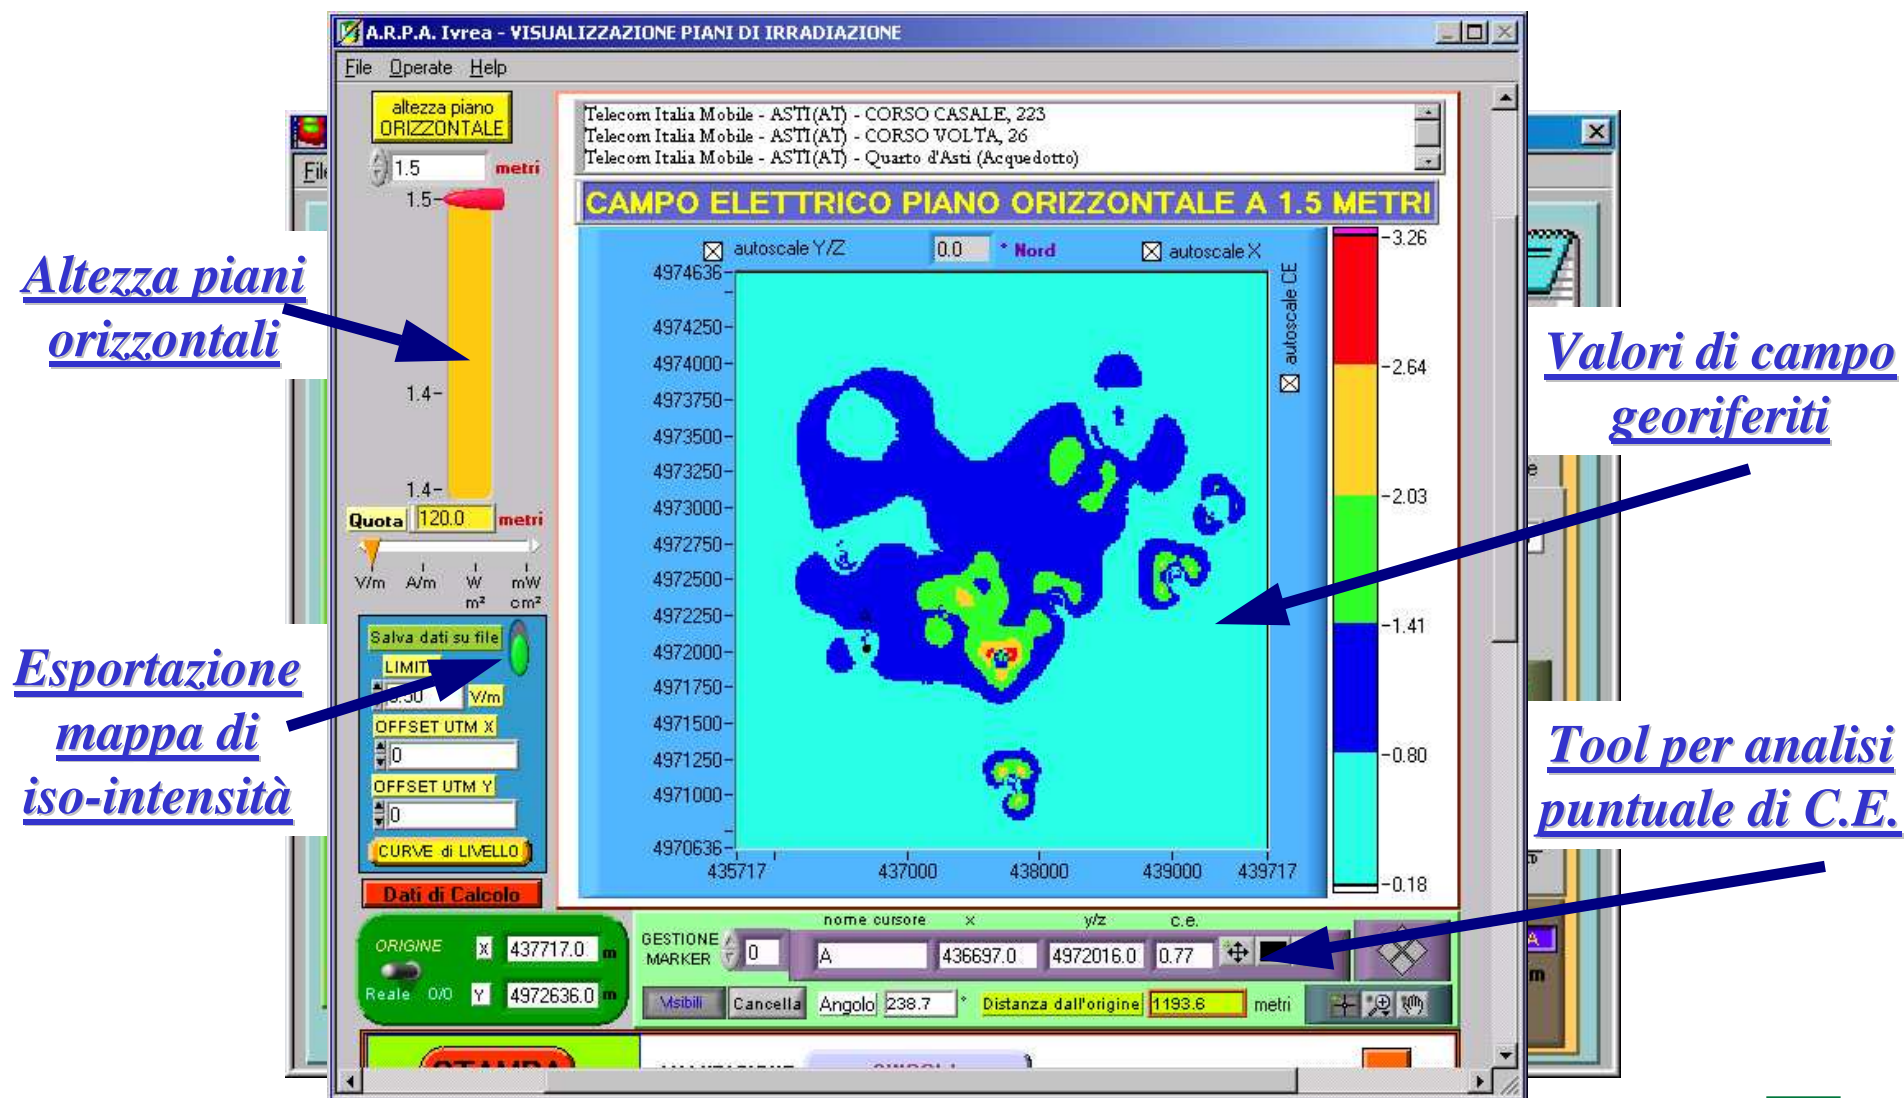 A.R.P.A. Ivrea - VISUALIZZAZIONE PIANI DI IRRADIAZIONE
File Operate Help
altezza piano
ORIZZONTALE
1.5 metri
1.5
1.4
1.4
Quota 120.0 metri
V/m A/m W m² mW cm²
Salva dati su file
V/m
OFFSET UTM X
0
OFFSET UTM Y
0
CURVE di LIVELLO
Dati di Calcolo
Telecom Italia Mobile - ASTI(AT) - CORSO CASALE, 223
Telecom Italia Mobile - ASTI(AT) - CORSO VOLTA, 26
Telecom Italia Mobile - ASTI(AT) - Quarto d'Asti (Acquedotto)
CAMPO ELETTRICO PIANO ORIZZONTALE A 1.5 METRI
autoscale Y/Z 0.0 ° Nord autoscale X
autoscale CE
4974636
4974250
4974000
4973750
4973500
4973250
4973000
4972750
4972500
4972250
4972000
4971750
4971500
4971250
4971000
4970636
435717 437000 438000 439000 439717
3.26
2.64
2.03
1.41
0.80
0.18
ORIGINE
X 437717.0 m
Reale 0/0 Y 4972636.0 m
nome cursore x y/z c.e.
GESTIONE
MARKER 0 A 436697.0 4972016.0 0.77
Visibili Cancella Angolo 238.7 ° Distanza dall'origine 1193.6 metri
Altezza piani
orizzontali
Esportazione
mappa di
iso-intensità
Valori di campo
georiferiti
Tool per analisi
puntuale di C.E.